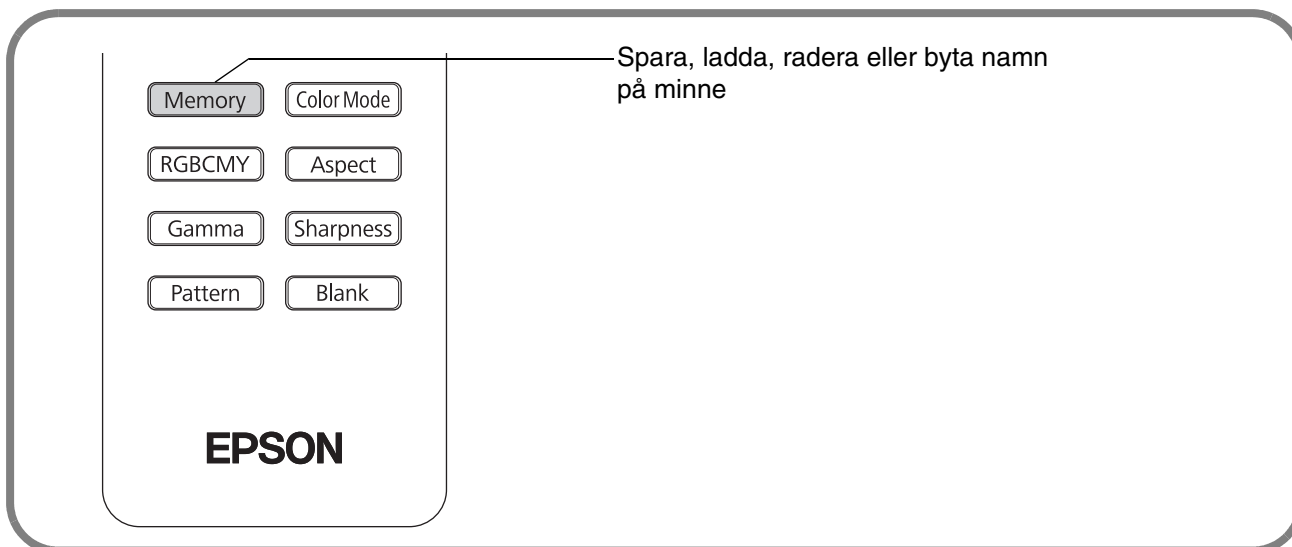 Spara, ladda, radera eller byta namn
på minne
Memory Color Mode
RGBCMY Aspect
Gamma Sharpness
Pattern Blank
EPSON